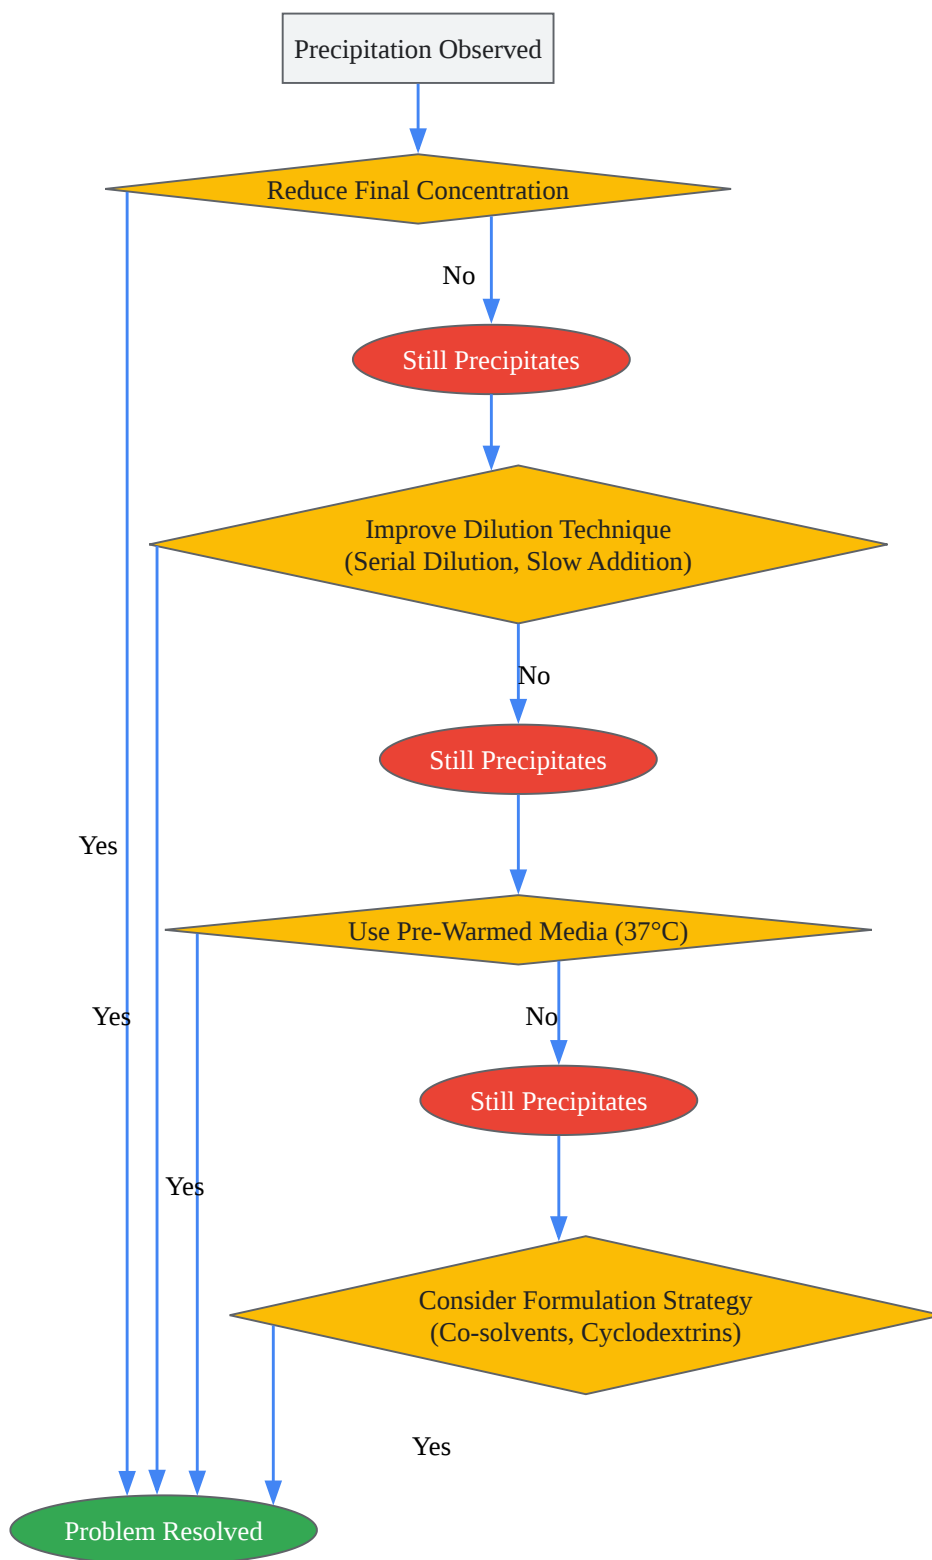 Precipitation Observed
Reduce Final Concentration
No
Still Precipitates
Improve Dilution Technique
(Serial Dilution, Slow Addition)
No
Still Precipitates
Yes
Use Pre-Warmed Media (37°C)
Yes
No
Still Precipitates
Yes
Consider Formulation Strategy
(Co-solvents, Cyclodextrins)
Yes
Problem Resolved